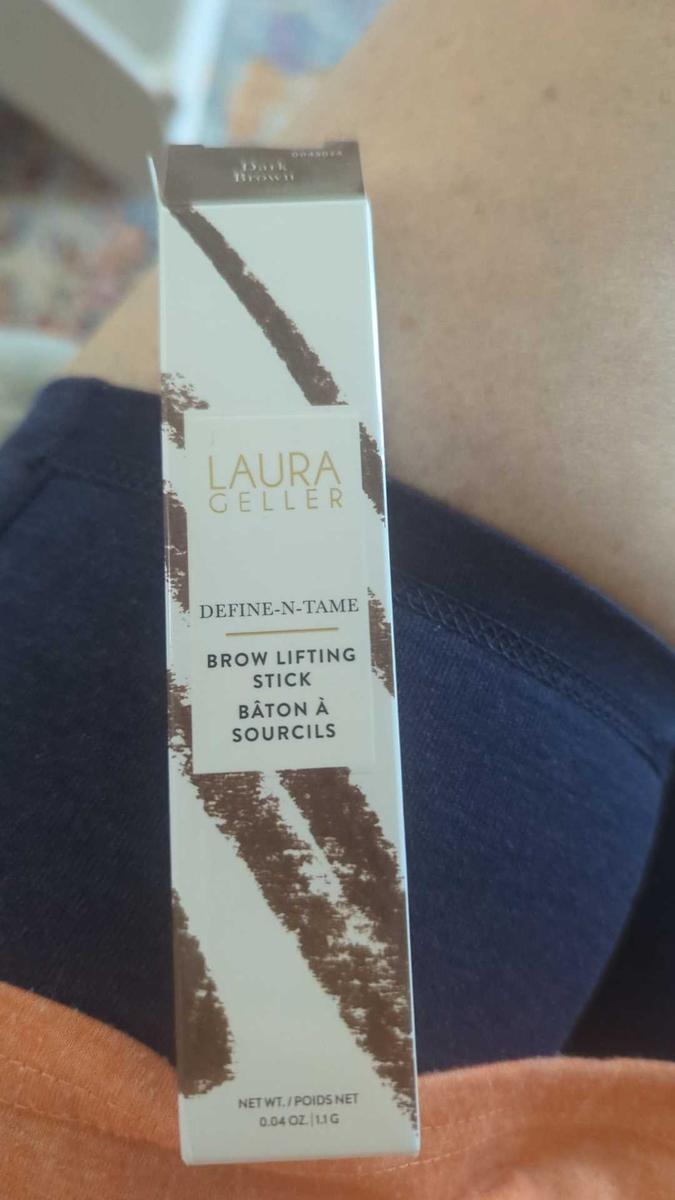 Dark
Brown
LAURA
GELLER
DEFINE-N-TAME
BROW LIFTING
STICK
BÂTON À
SOURCILS
NET WT. / POIDS NET
0.04 OZ. | 1.1 G